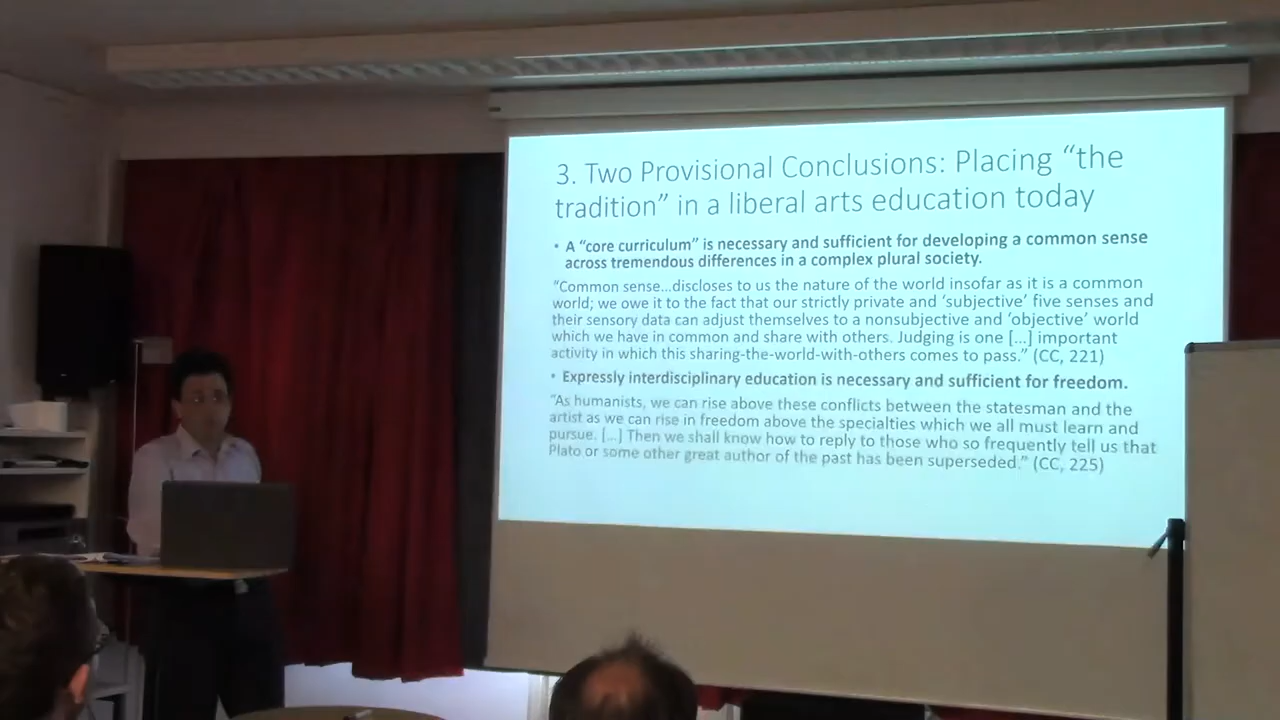 3. Two Provisional Conclusions: Placing “the
tradition” in a liberal arts education today
• A “core curriculum” is necessary and sufficient for developing a common sense
across tremendous differences in a complex plural society.
“Common sense…discloses to us the nature of the world insofar as it is a common
world; we owe it to the fact that our strictly private and ‘subjective’ five senses and
their sensory data can adjust themselves to a nonsubjective and ‘objective’ world
which we have in common and share with others. Judging is one […] important
activity in which this sharing-the-world-with-others comes to pass.” (CC, 221)
• Expressly interdisciplinary education is necessary and sufficient for freedom.
“As humanists, we can rise above these conflicts between the statesman and the
artist as we can rise in freedom above the specialties which we all must learn and
pursue. […] Then we shall know how to reply to those who so frequently tell us that
Plato or some other great author of the past has been superseded.” (CC, 225)